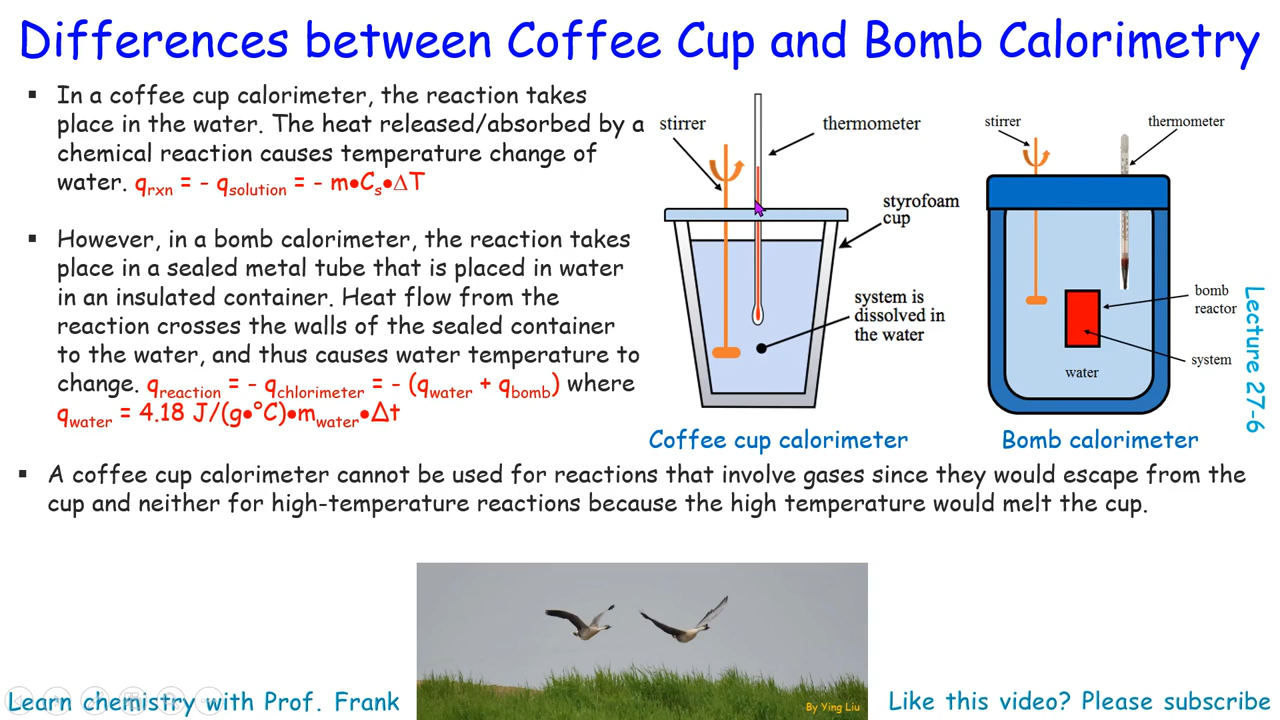 Differences between Coffee Cup and Bomb Calorimetry
▪ In a coffee cup calorimeter, the reaction takes
place in the water. The heat released/absorbed by a
chemical reaction causes temperature change of
water. qrxn = - qsolution = - m•Cs•ΔT
▪ However, in a bomb calorimeter, the reaction takes
place in a sealed metal tube that is placed in water
in an insulated container. Heat flow from the
reaction crosses the walls of the sealed container
to the water, and thus causes water temperature to
change. qreaction = - qchlorimeter = - (qwater + qbomb) where
qwater = 4.18 J/(g•°C)•mwater•Δt
stirrer
thermometer
styrofoam
cup
system is
dissolved in
the water
Coffee cup calorimeter
stirrer
thermometer
bomb
reactor
system
water
Bomb calorimeter
Lecture 27-6
▪ A coffee cup calorimeter cannot be used for reactions that involve gases since they would escape from the
cup and neither for high-temperature reactions because the high temperature would melt the cup.
By Ying Liu
Learn chemistry with Prof. Frank
Like this video? Please subscribe